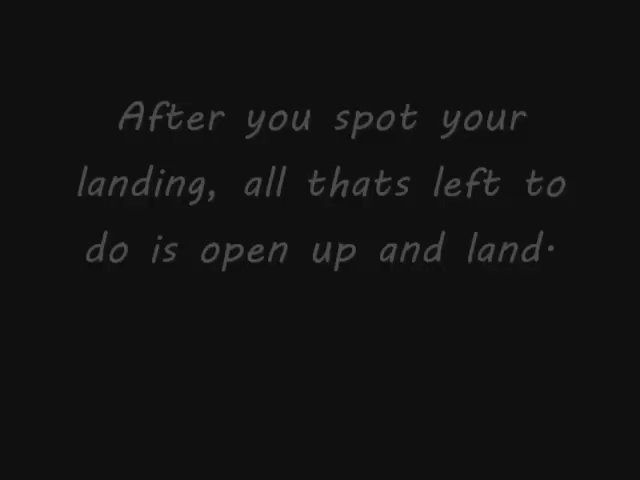 After you spot your
landing, all thats left to
do is open up and land.